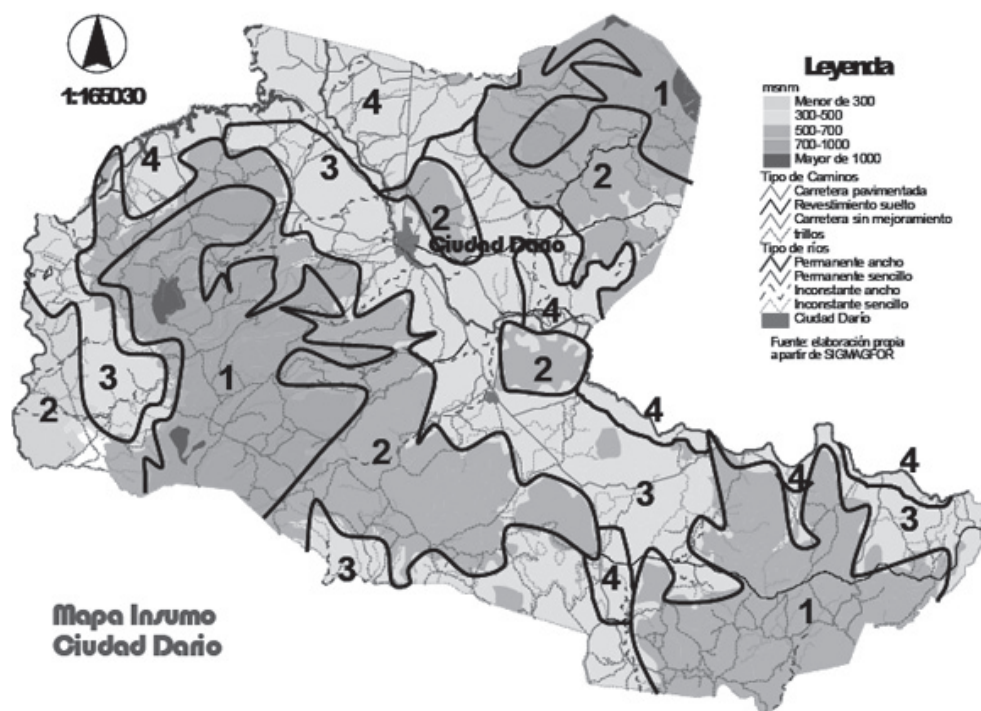 1:165030
Leyenda
msnm
Menor de 300
300-500
500-700
700-1000
Mayor de 1000
Tipo de Caminos
Carretera pavimentada
Revestimiento suelto
Carretera sin mejoramiento
trillos
Tipo de ríos
Permanente ancho
Permanente sencillo
Inconstante ancho
Inconstante sencillo
Ciudad Darío
Fuente: elaboración propia
a partir de SIGMAGFOR
4
1
4
3
2
2
Ciudad Darío
4
2
3
1
2
4
2
3
4
4
3
3
4
1
Mapa Insumo
Ciudad Dario